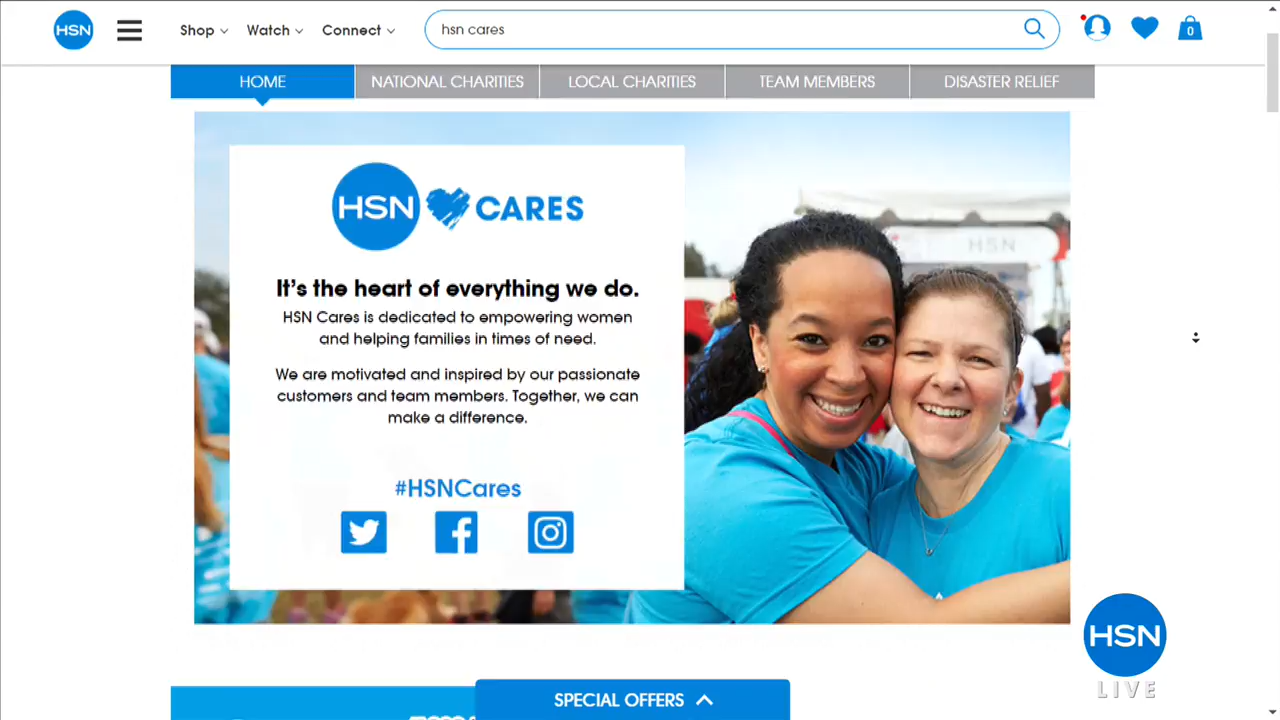 HSN
Shop
Watch
Connect
hsn cares
0
HOME
NATIONAL CHARITIES
LOCAL CHARITIES
TEAM MEMBERS
DISASTER RELIEF
HSN CARES
It's the heart of everything we do.
HSN Cares is dedicated to empowering women
and helping families in times of need.
We are motivated and inspired by our passionate
customers and team members. Together, we can
make a difference.
#HSNCares
HSN
HSN
LIVE
SPECIAL OFFERS